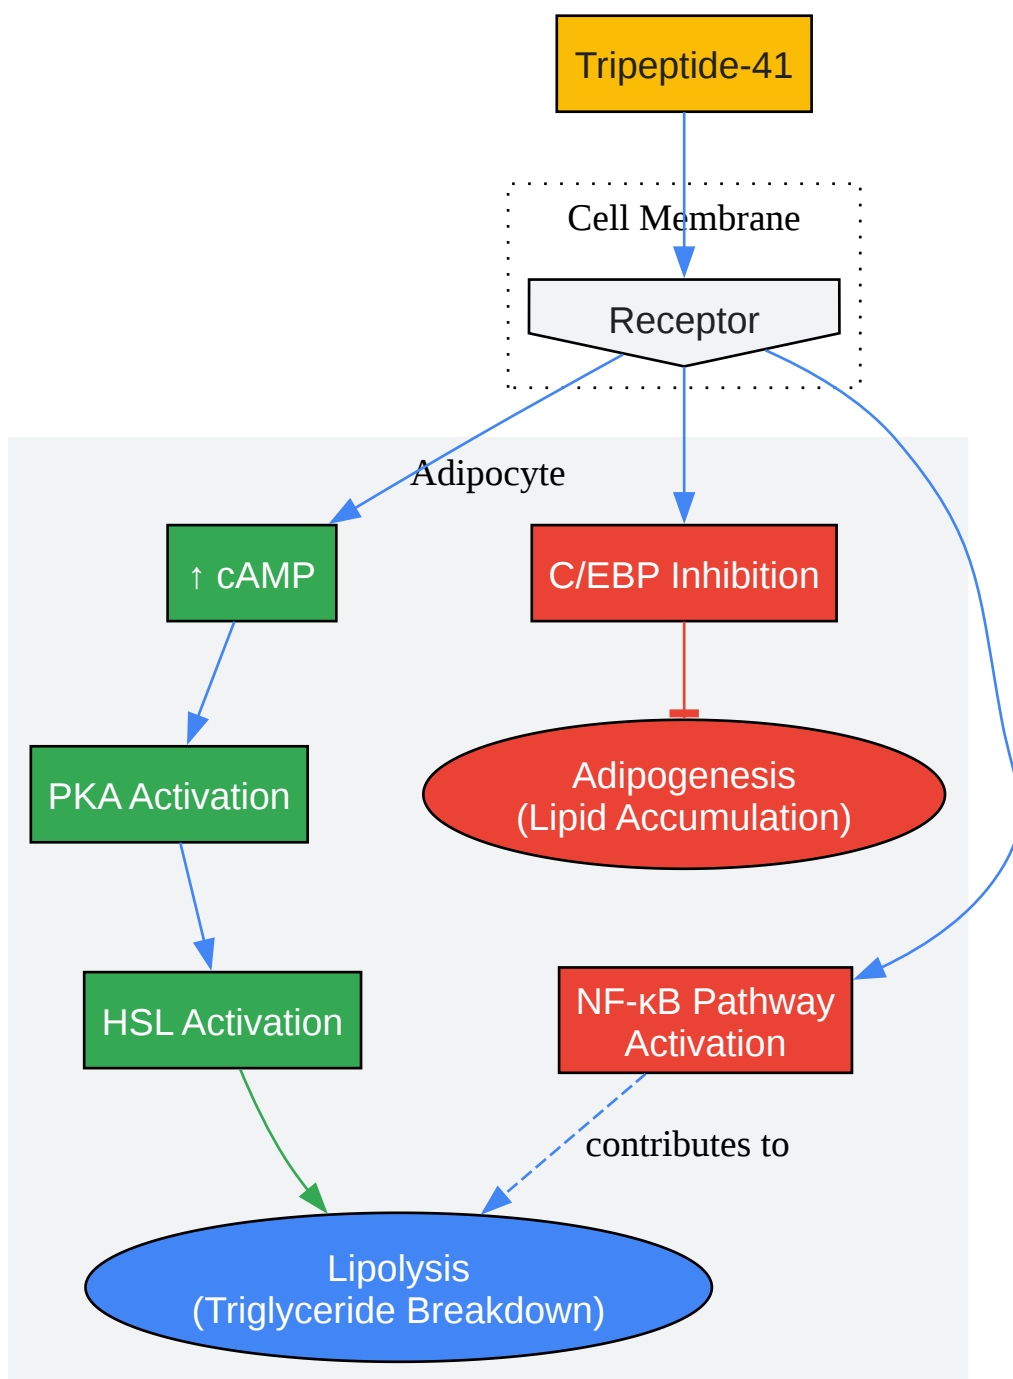 Tripeptide-41
Cell Membrane
Receptor
Adipocyte
↑ cAMP
C/EBP Inhibition
PKA Activation
Adipogenesis
(Lipid Accumulation)
HSL Activation
NF-κB Pathway
Activation
contributes to
Lipolysis
(Triglyceride Breakdown)